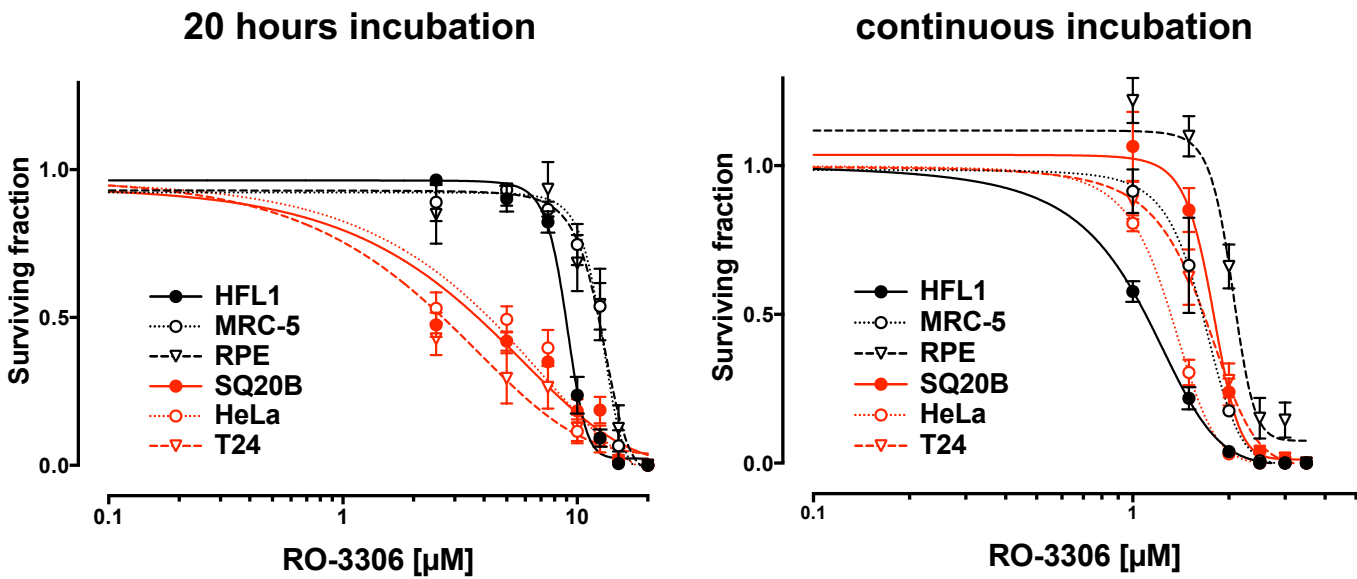 20 hours incubation
Surviving fraction
1.0
0.5
0.0
HFL1
MRC-5
RPE
SQ20B
HeLa
T24
0.1
1
10
RO-3306 [µM]
continuous incubation
Surviving fraction
1.0
0.5
0.0
HFL1
MRC-5
RPE
SQ20B
HeLa
T24
0.1
1
RO-3306 [µM]